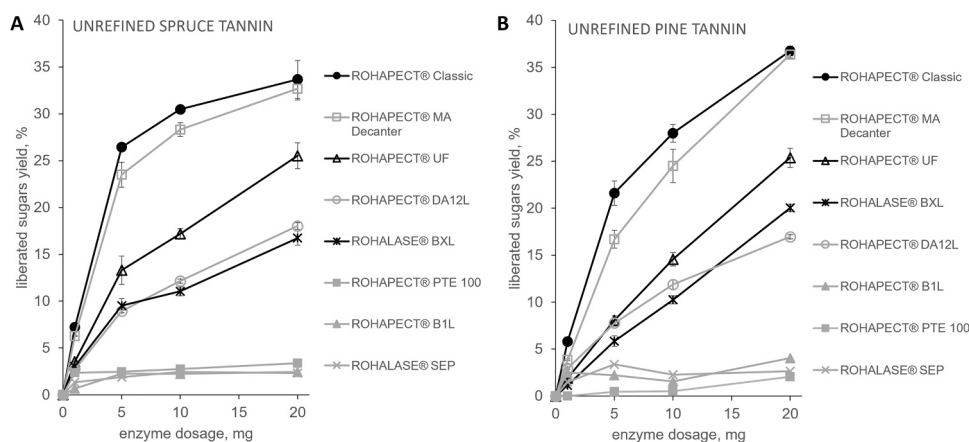 A
UNREFINED SPRUCE TANNIN
liberated sugars yield, %
40
35
30
25
20
15
10
5
0
0 5 10 15 20
enzyme dosage, mg
ROHAPECT® Classic
ROHAPECT® MA
Decanter
ROHAPECT® UF
ROHAPECT® DA12L
ROHALASE® BXL
ROHAPECT® PTE 100
ROHAPECT® B1L
ROHALASE® SEP
B
UNREFINED PINE TANNIN
liberated sugars yield, %
40
35
30
25
20
15
10
5
0
0 5 10 15 20
enzyme dosage, mg
ROHAPECT® Classic
ROHAPECT® MA
Decanter
ROHAPECT® UF
ROHALASE® BXL
ROHAPECT® DA12L
ROHAPECT® B1L
ROHAPECT® PTE 100
ROHALASE® SEP